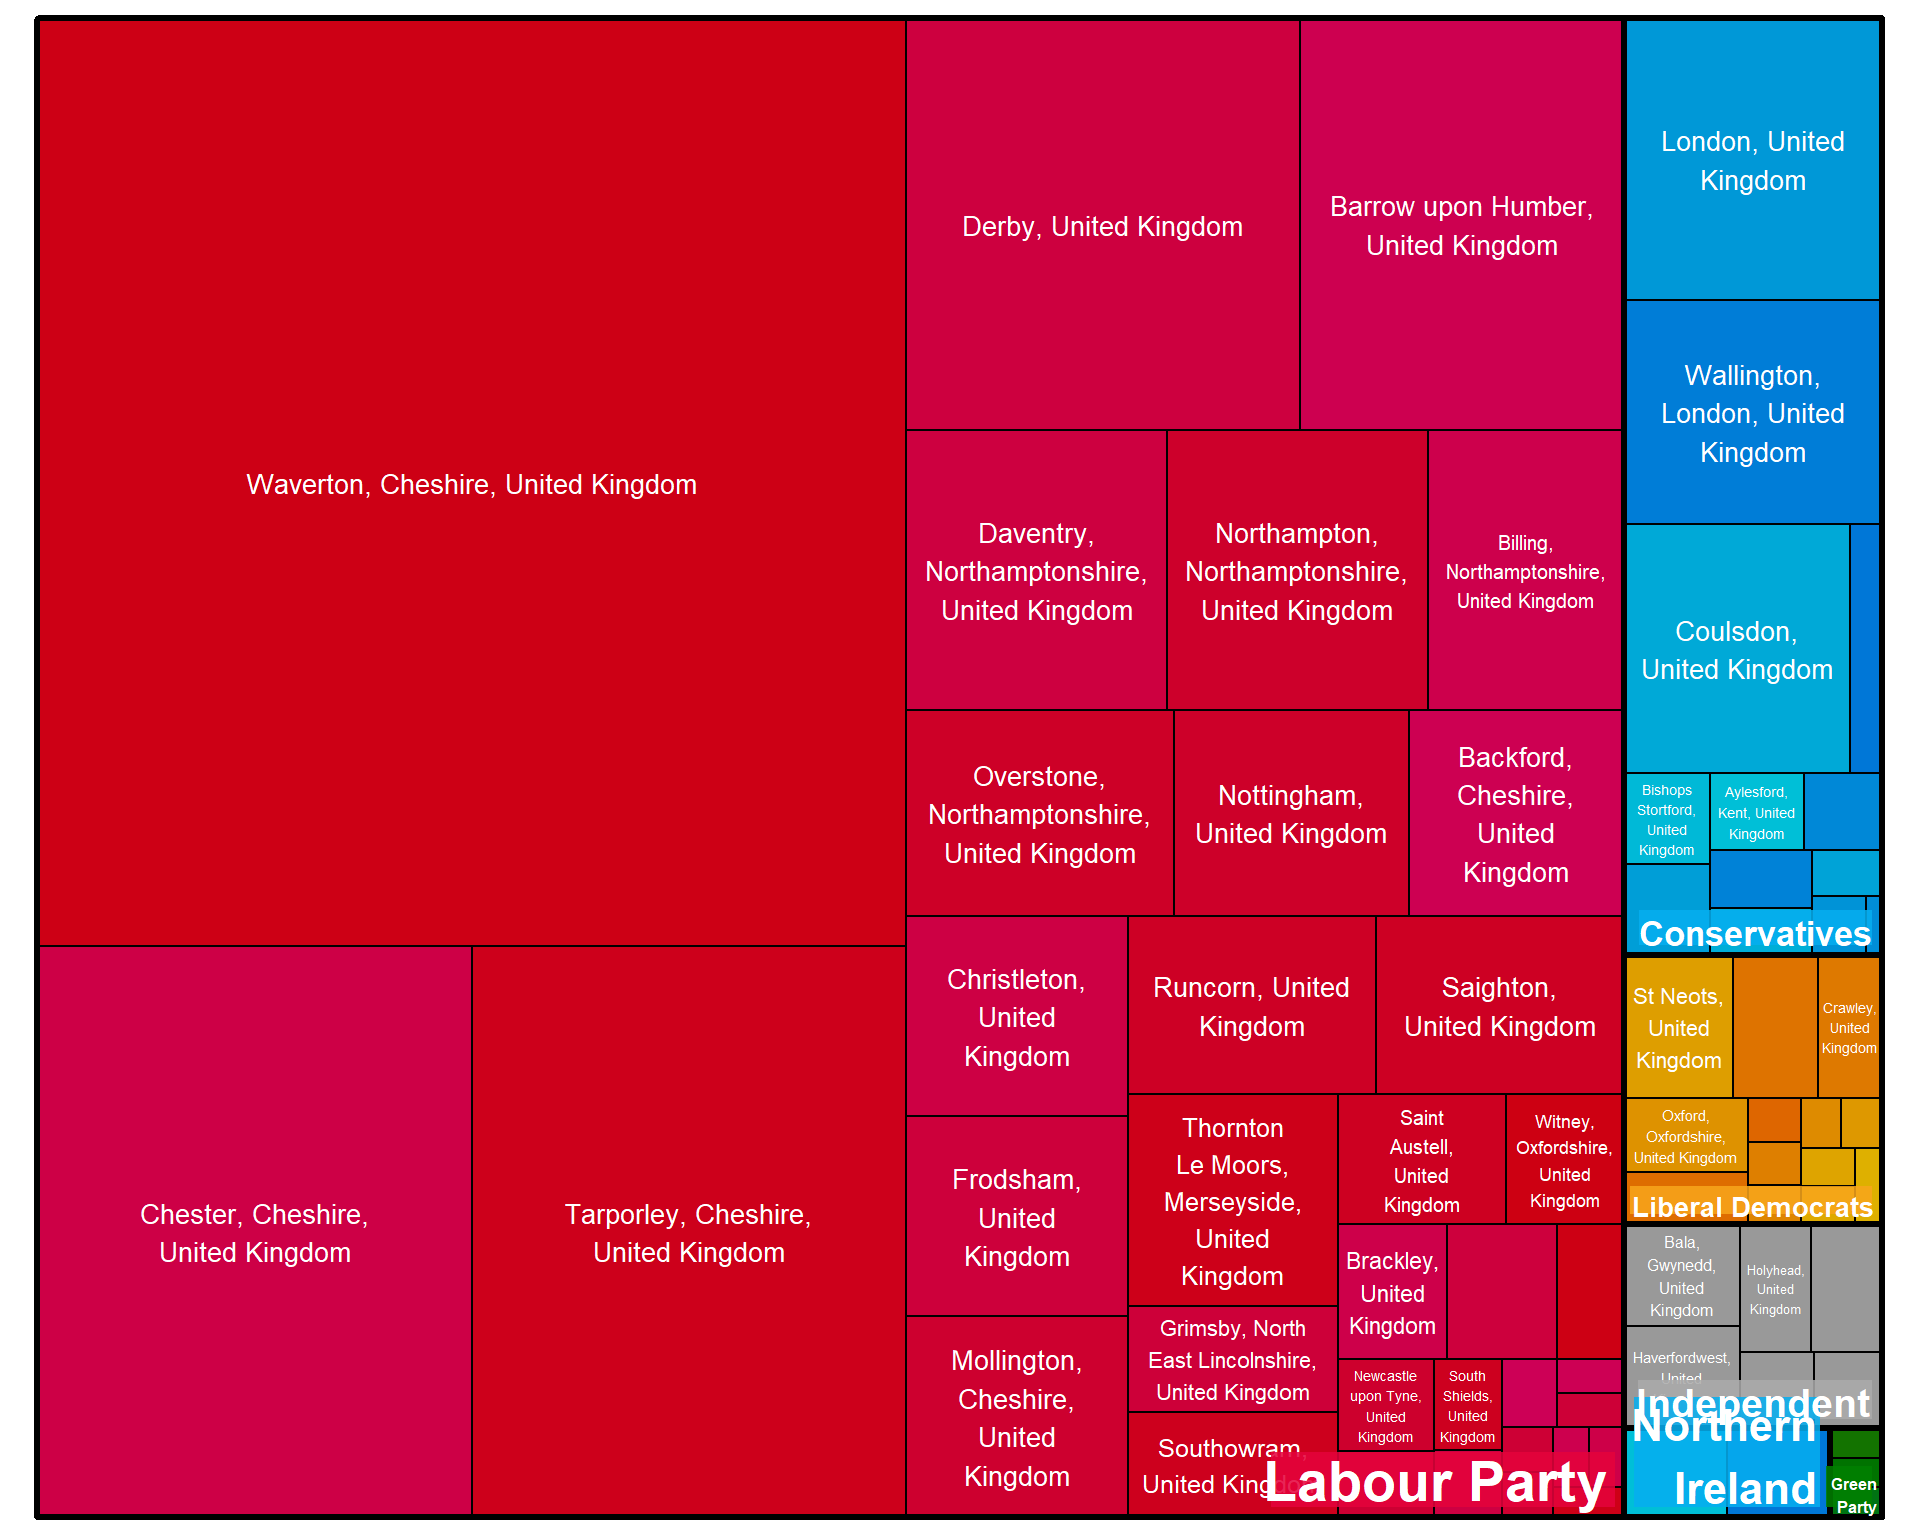 Waverton, Cheshire, United Kingdom
Chester, Cheshire,
United Kingdom
Tarporley, Cheshire,
United Kingdom
Derby, United Kingdom
Barrow upon Humber,
United Kingdom
Daventry,
Northamptonshire,
United Kingdom
Northampton,
Northamptonshire,
United Kingdom
Billing,
Northamptonshire,
United Kingdom
Overstone,
Northamptonshire,
United Kingdom
Nottingham,
United Kingdom
Backford,
Cheshire,
United
Kingdom
Christleton,
United
Kingdom
Frodsham,
United
Kingdom
Mollington,
Cheshire,
United
Kingdom
Runcorn, United
Kingdom
Saighton,
United Kingdom
Thornton
Le Moors,
Merseyside,
United
Kingdom
Grimsby, North
East Lincolnshire,
United Kingdom
Southowram,
United Kingdom
Saint
Austell,
United
Kingdom
Witney,
Oxfordshire,
United
Kingdom
Brackley,
United
Kingdom
Newcastle
upon Tyne,
United
Kingdom
South
Shields,
United
Kingdom
Labour Party
London, United
Kingdom
Wallington,
London, United
Kingdom
Coulsdon,
United Kingdom
Bishops
Stortford,
United
Kingdom
Aylesford,
Kent, United
Kingdom
Conservatives
St Neots,
United
Kingdom
Crawley,
United
Kingdom
Oxford,
Oxfordshire,
United Kingdom
Liberal Democrats
Bala,
Gwynedd,
United
Kingdom
Holyhead,
United
Kingdom
Haverfordwest,
United
Independent
Northern
Ireland
Green
Party